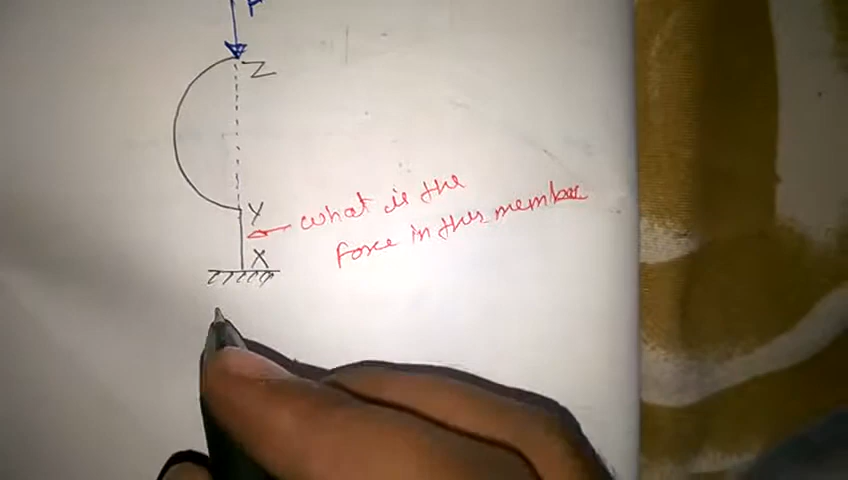 P
Z
Y
What is the
Force in this member
X